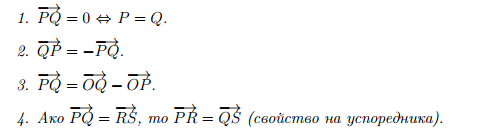 1. $\overrightarrow{PQ} = 0 \Leftrightarrow P = Q.$
2. $\overrightarrow{QP} = -\overrightarrow{PQ}.$
3. $\overrightarrow{PQ} = \overrightarrow{OQ} - \overrightarrow{OP}.$
4. Ако $\overrightarrow{PQ} = \overrightarrow{RS}$, то $\overrightarrow{PR} = \overrightarrow{QS}$ (свойство на успоредника).